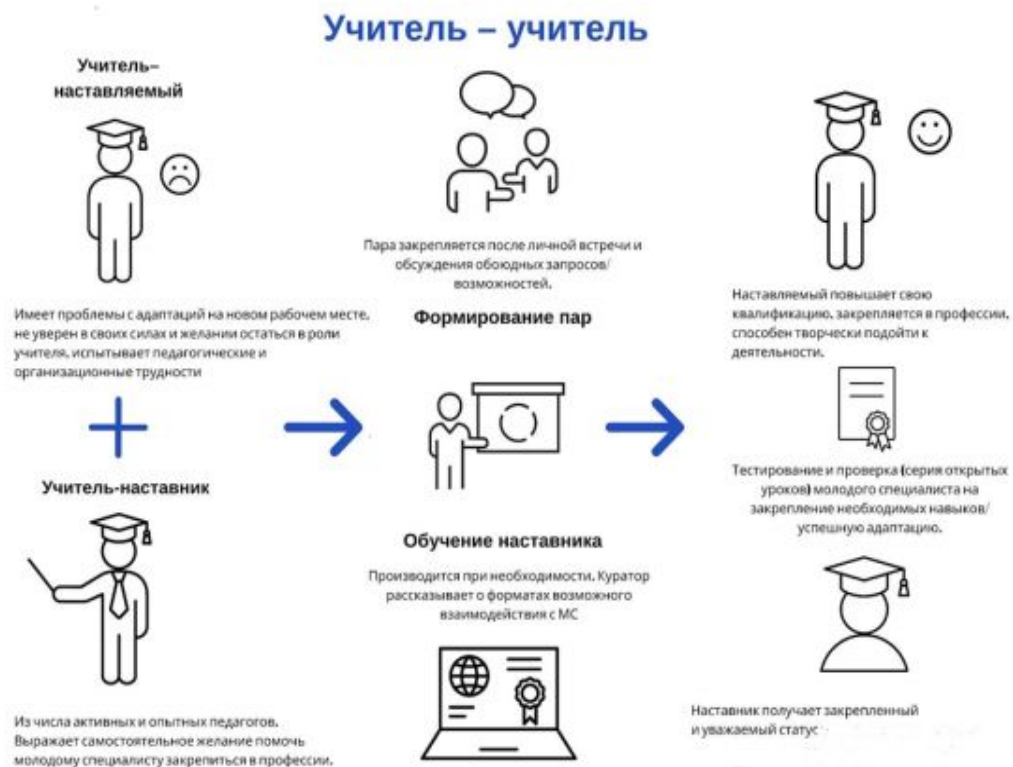 Учитель – учитель
Учитель–
наставляемый
Имеет проблемы с адаптаций на новом рабочем месте,
не уверен в своих силах и желании остаться в роли
учителя, испытывает педагогические и
организационные трудности
Учитель-наставник
Из числа активных и опытных педагогов.
Выражает самостоятельное желание помочь
молодому специалисту закрепиться в профессии.
Пара закрепляется после личной встречи и
обсуждения обоюдных запросов/
возможностей.
Формирование пар
Обучение наставника
Производится при необходимости. Куратор
рассказывает о форматах возможного
взаимодействия с МС
Наставляемый повышает свою
квалификацию, закрепляется в профессии,
способен творчески подойти к
деятельности.
Тестирование и проверка (серия открытых
уроков) молодого специалиста на
закрепление необходимых навыков/
успешную адаптацию.
Наставник получает закрепленный
и уважаемый статус